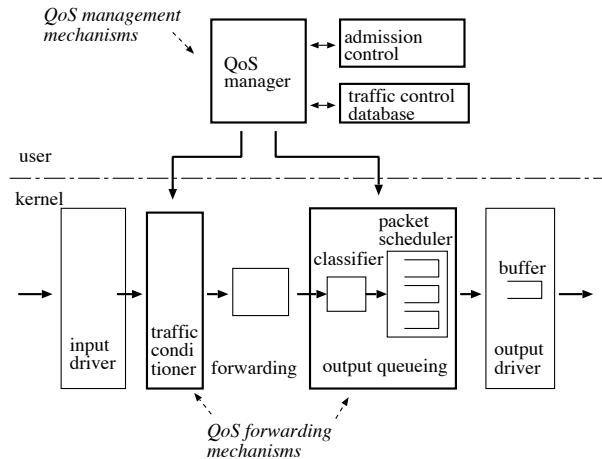 QoS management
mechanisms
QoS
manager
admission
control
traffic control
database
user
kernel
input
driver
traffic
condi
tioner
forwarding
classifier
packet
scheduler
output queueing
buffer
output
driver
QoS forwarding
mechanisms